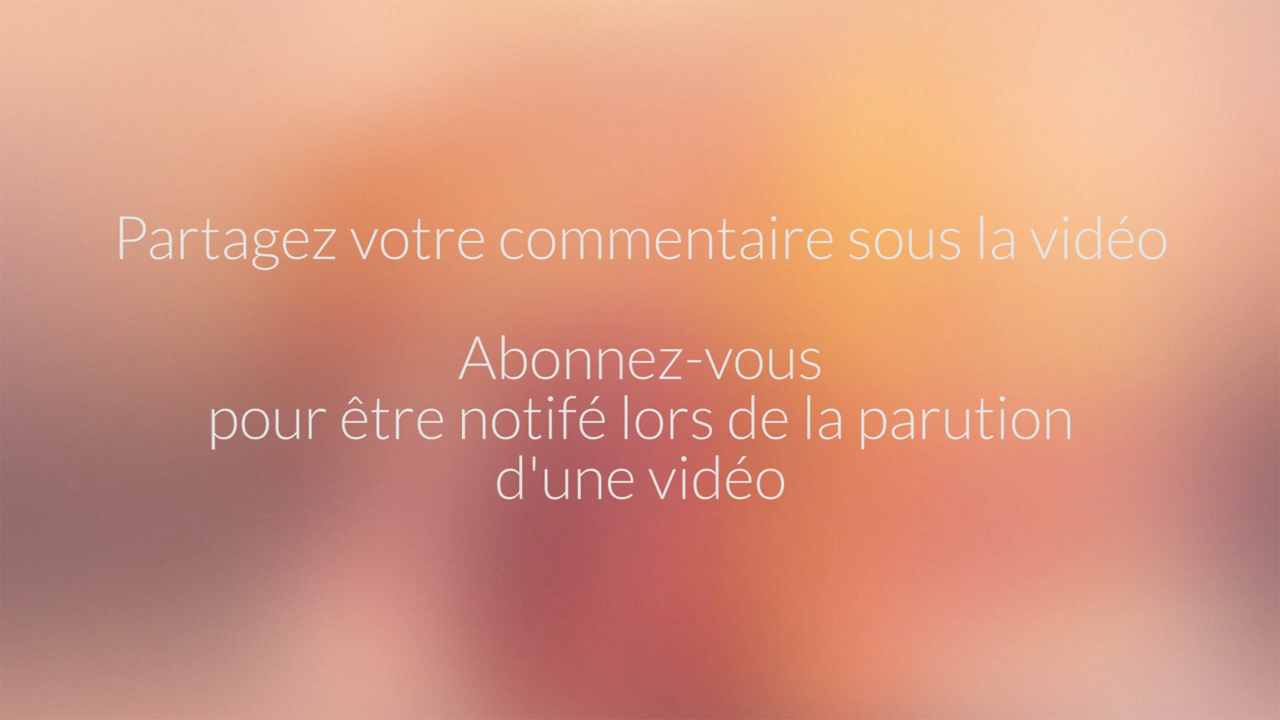 Partagez votre commentaire sous la vidéo
Abonnez-vous
pour être notifé lors de la parution
d'une vidéo